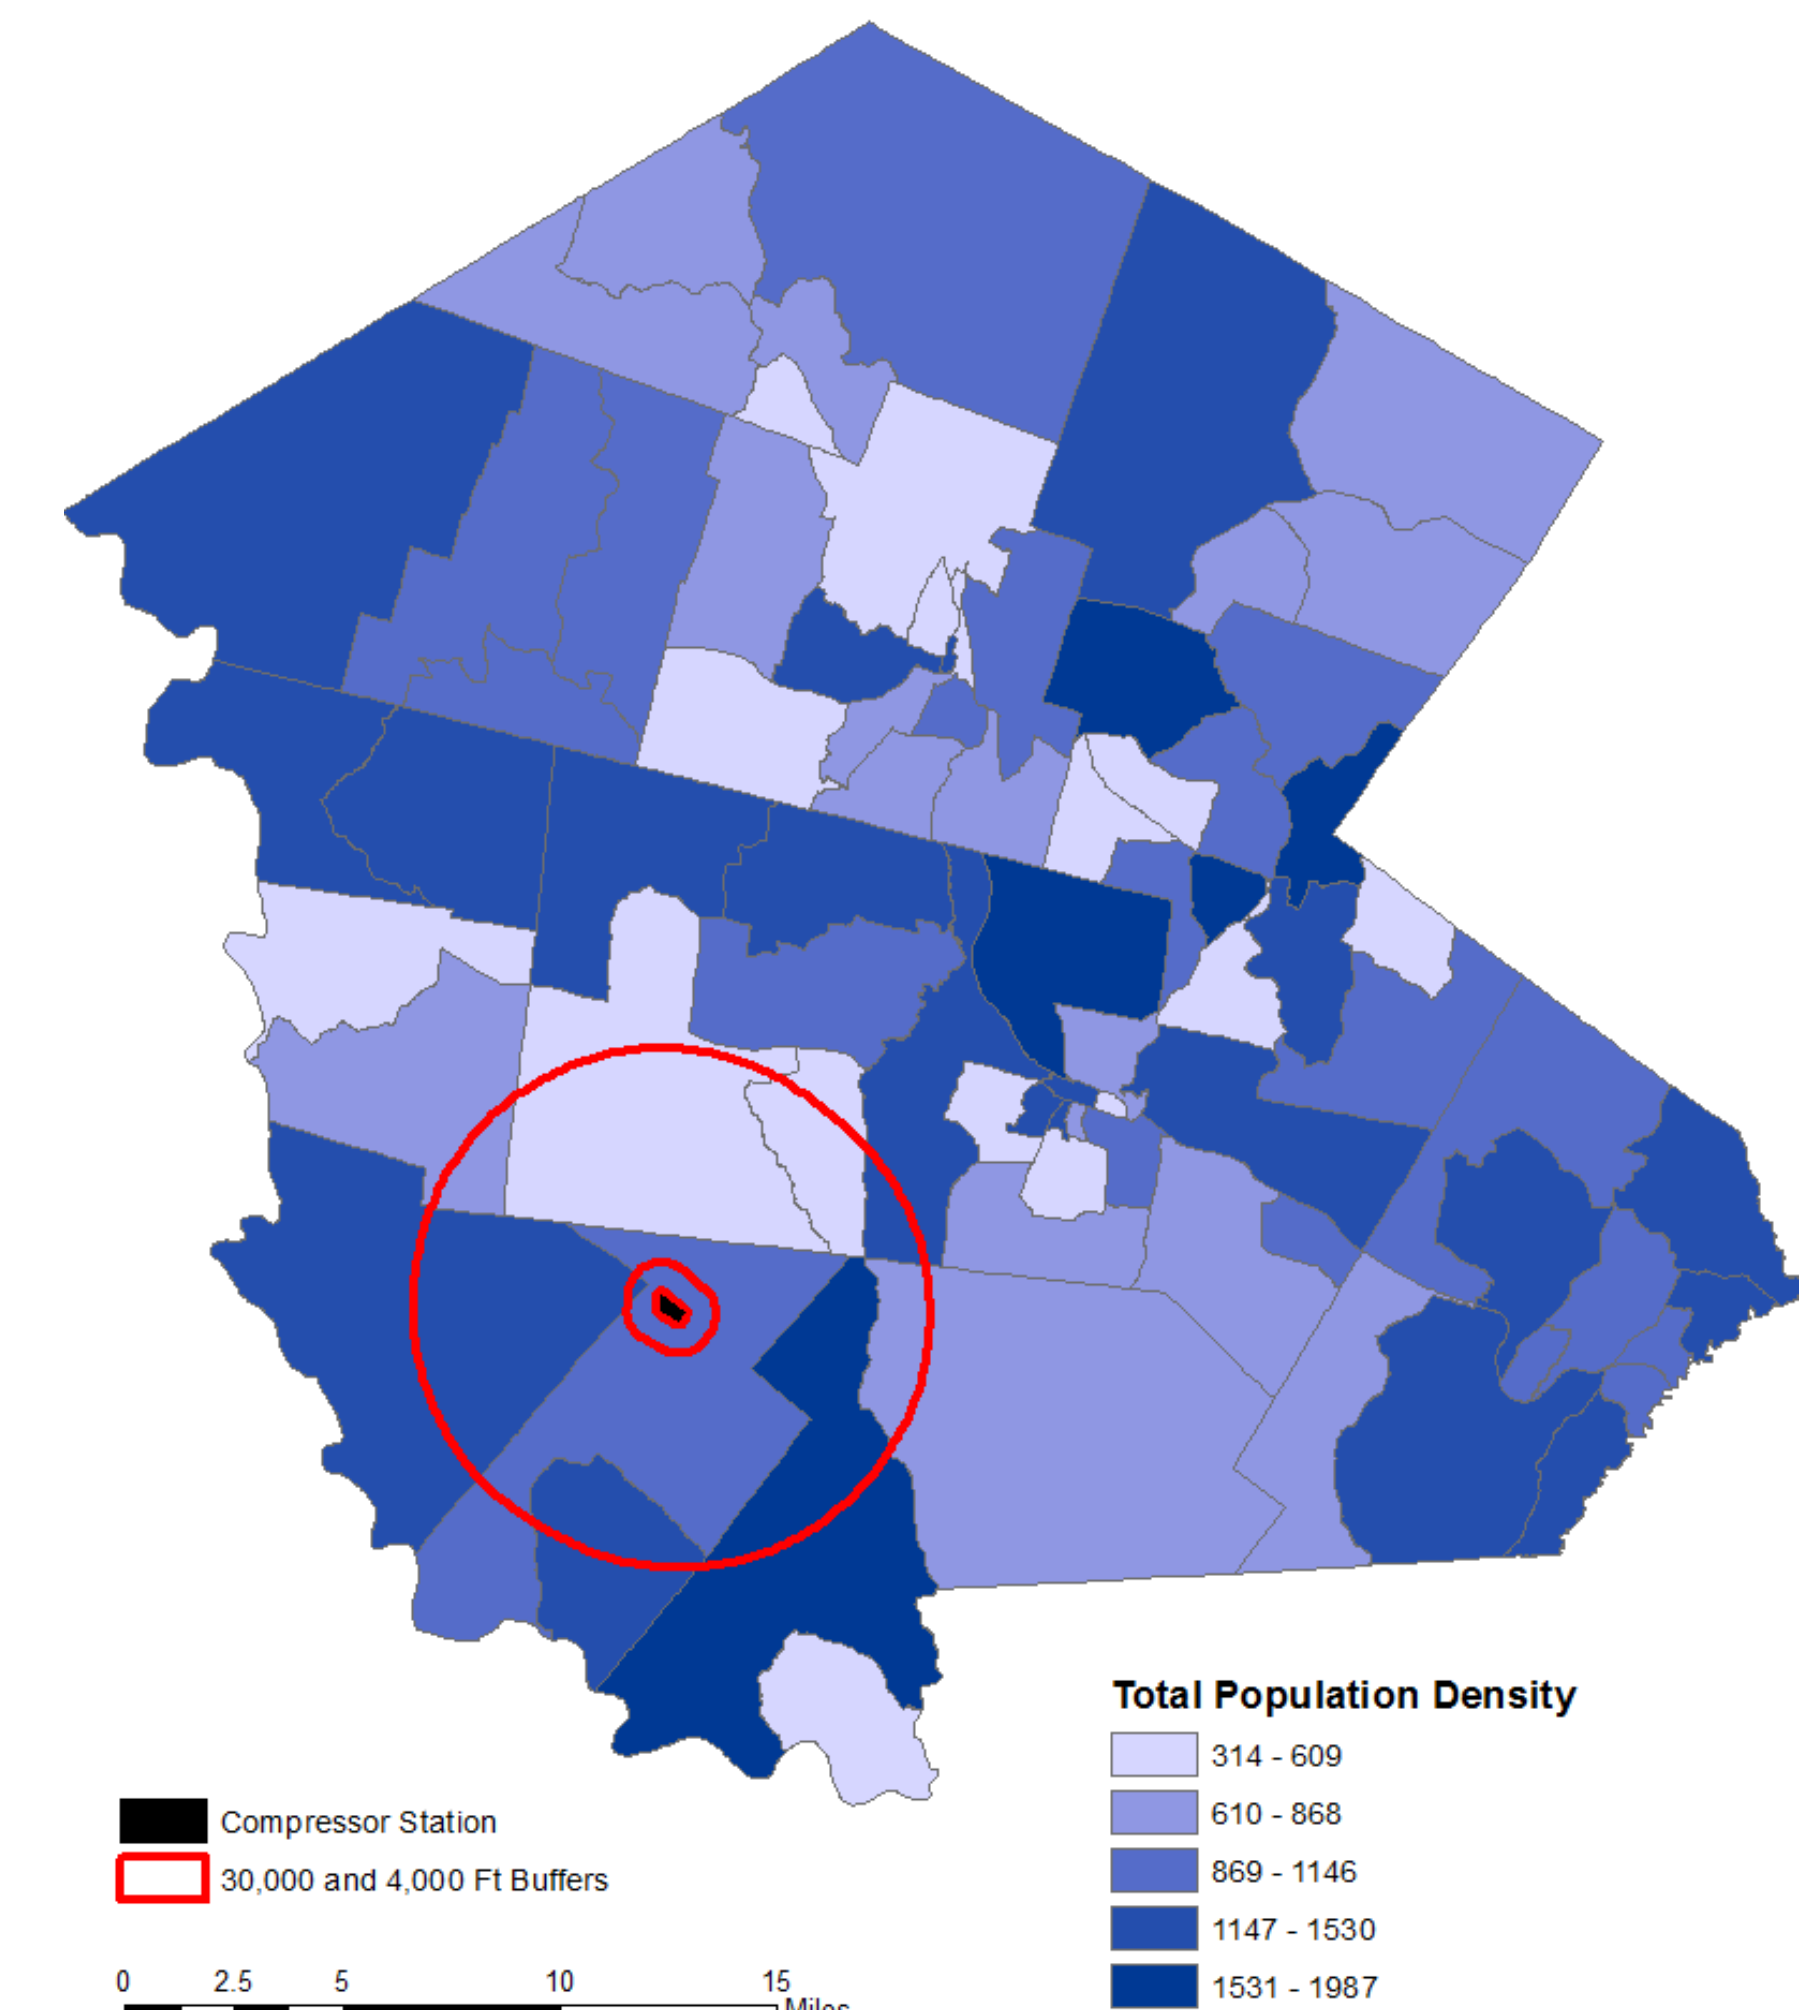 Total Population Density
314 - 609
610 - 868
869 - 1146
1147 - 1530
1531 - 1987
Compressor Station
30,000 and 4,000 Ft Buffers
0 2.5 5 10 15
Miles